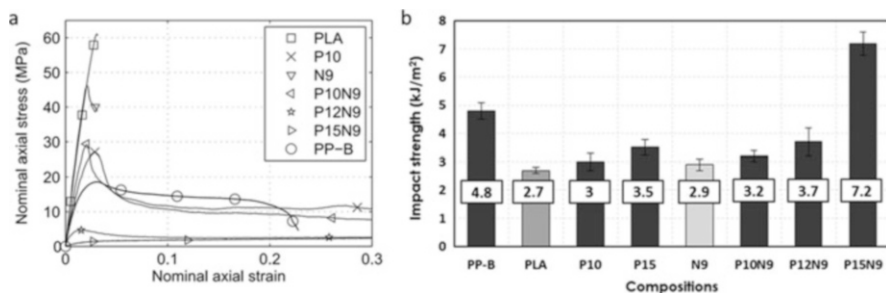 a
Nominal axial stress (MPa)
60
50
40
30
20
10
0
PLA
P10
N9
P10N9
P12N9
P15N9
PP-B
0
0.1
0.2
0.3
Nominal axial strain
b
Impact strength (kJ/m²)
8
7
6
5
4
3
2
1
0
4.8
2.7
3
3.5
2.9
3.2
3.7
7.2
PP-B
PLA
P10
P15
N9
P10N9
P12N9
P15N9
Compositions